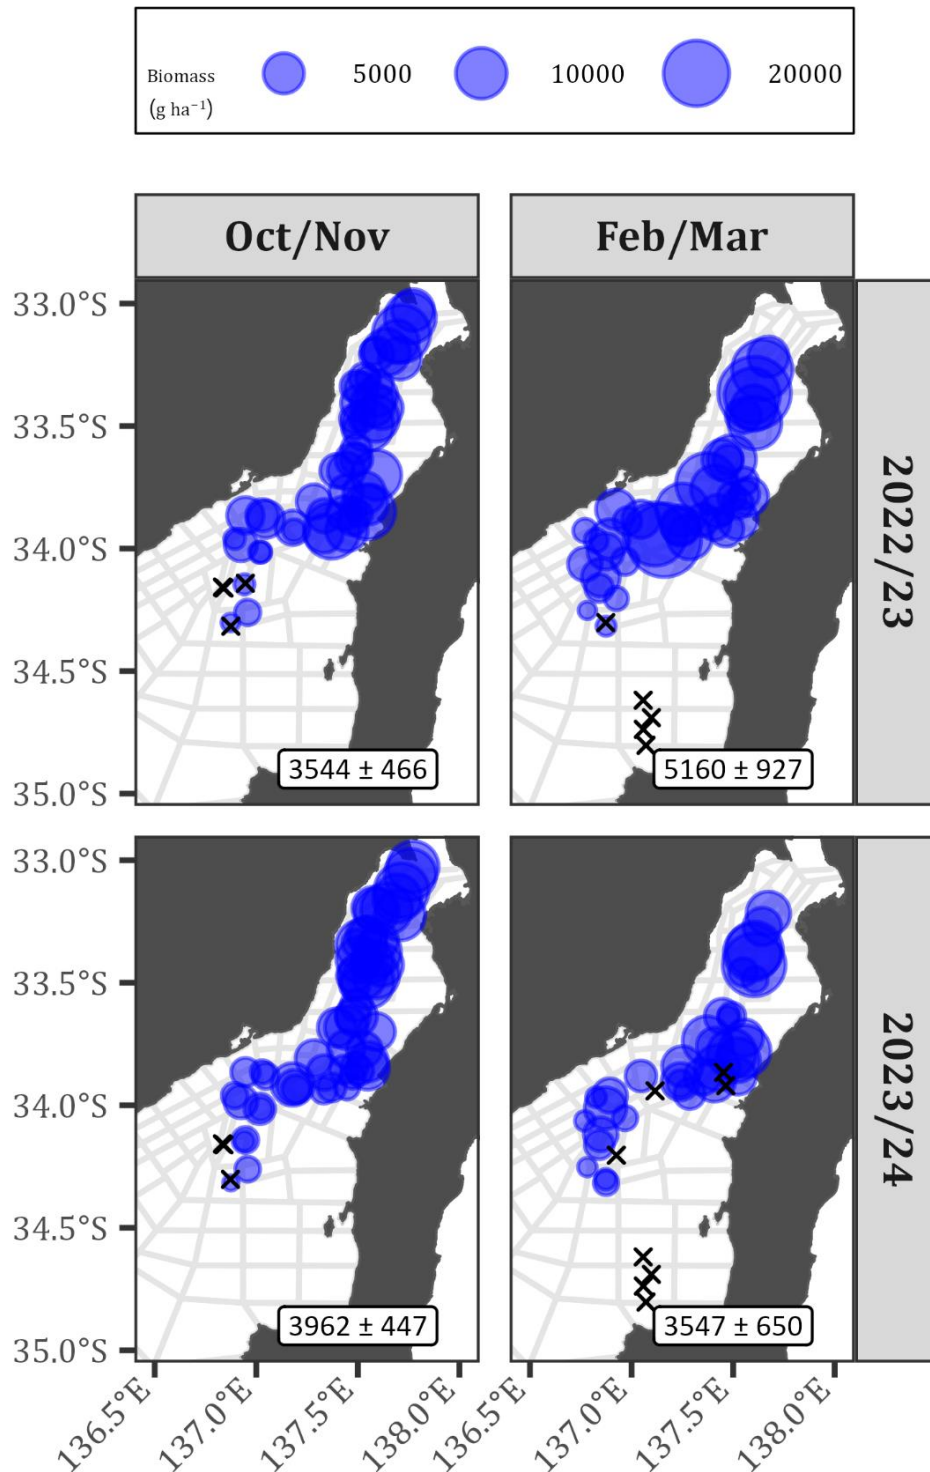 Biomass
(g ha⁻¹)
5000 10000 20000
Oct/Nov Feb/Mar
33.0°S
33.5°S
34.0°S
34.5°S
35.0°S
3544 ± 466
5160 ± 927
2022/23
33.0°S
33.5°S
34.0°S
34.5°S
35.0°S
3962 ± 447
3547 ± 650
2023/24
136.5°E 137.0°E 137.5°E 138.0°E
136.5°E 137.0°E 137.5°E 138.0°E